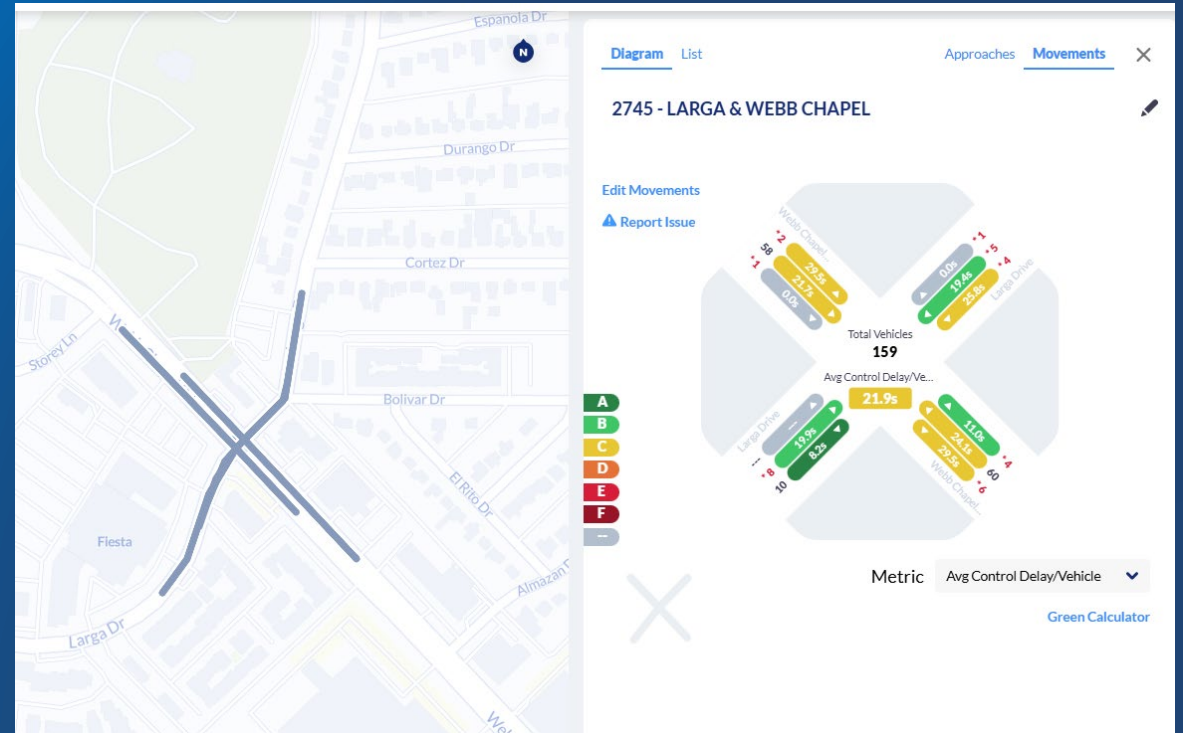 Espanola Dr
N
Durango Dr
Cortez Dr
Storey Ln
Bolivar Dr
El Rito Dr
Fiesta
Almazan
Larga Dr
Diagram List
Approaches Movements
2745 - LARGA & WEBB CHAPEL
Edit Movements
Report Issue
Webb Chapel...
*2 29.5s
58 21.7s
*1 0.0s
*1 0.0s
*5 19.4s
*4 25.8s
Larga Drive
Total Vehicles
159
Avg Control Delay/Ve...
21.9s
Larga Drive
--- ---
*8 19.9s
10 8.2s
11.0s *4
24.1s 60
29.5s *6
Webb Chapel...
A
B
C
D
E
F
--
Metric Avg Control Delay/Vehicle
Green Calculator